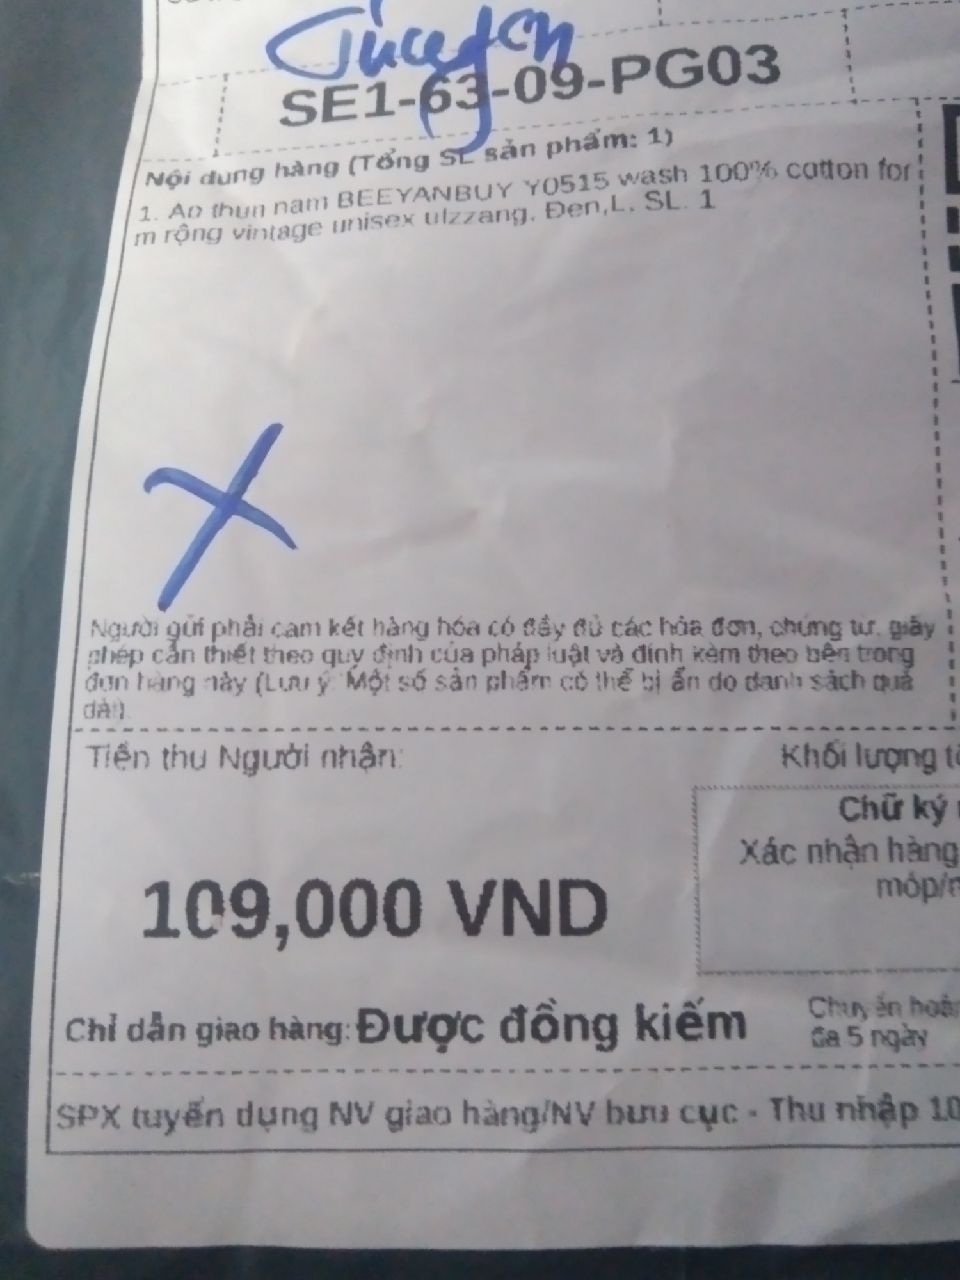 SE1-63-09-PG03
Nội dung hàng (Tổng SL sản phẩm: 1)
1. Áo thun nam BEEYANBUY Y0515 wash 100% cotton for
m rộng vintage unisex ulzzang. Đen,L. SL: 1
Người gửi phải cam kết hàng hóa có đầy đủ các hóa đơn, chứng từ, giấy
phép cần thiết theo quy định của pháp luật và đính kèm theo bên trong
đơn hàng này (Lưu ý: Một số sản phẩm có thể bị ẩn do danh sách quá
dài).
Tiền thu Người nhận:
109,000 VND
Khối lượng
Chữ ký
Xác nhận hàng
móp/
Chỉ dẫn giao hàng: Được đồng kiểm
Chuyển hoàn
đa 5 ngày
SPX tuyển dụng NV giao hàng/NV bưu cục - Thu nhập 10